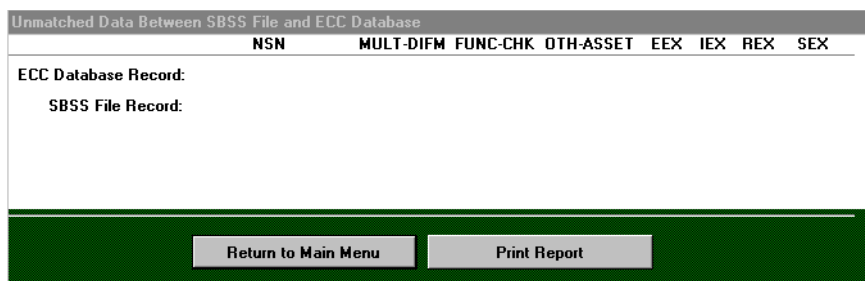 Unmatched Data Between SBSS File and ECC Database
NSN MULT-DIFM FUNC-CHK OTH-ASSET EEX IEX REX SEX
ECC Database Record:
SBSS File Record:
Return to Main Menu Print Report